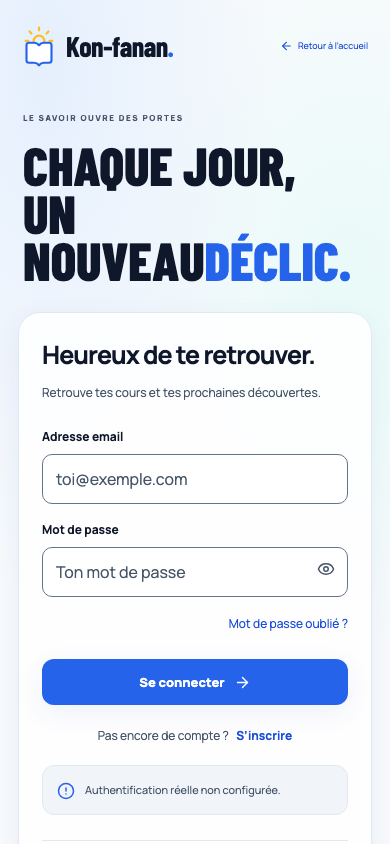 Kon-fanan.
Retour à l'accueil
LE SAVOIR OUVRE DES PORTES
CHAQUE JOUR,
UN
NOUVEAUDÉCLIC.
Heureux de te retrouver.
Retrouve tes cours et tes prochaines découvertes.
Adresse email
toi@exemple.com
Mot de passe
Ton mot de passe
Mot de passe oublié ?
Se connecter
Pas encore de compte ? S'inscrire
Authentification réelle non configurée.